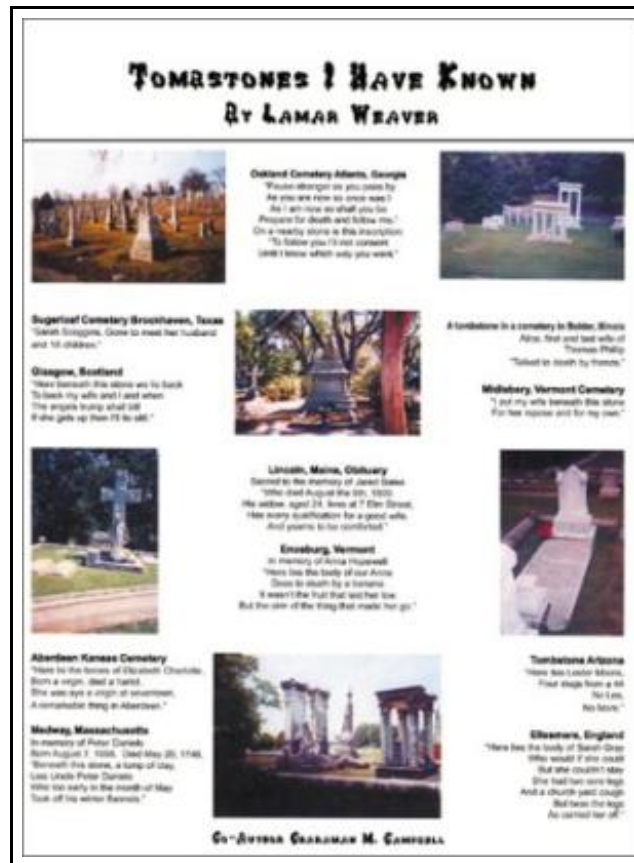 Tombstones I Have Known
By Lamar Weaver
Oakland Cemetery Atlanta, Georgia
"Pause stranger as you pass by
As you are now so once was I
As I am now so shall you be
Prepare for death and follow me."
On a nearby stone is this inscription
"To follow you I'll not consent
Until I know which way you went."
Sugarloaf Cemetery Brockhaven, Texas
"Sarah Scoggins, Gone to meet her husband
and 16 children."
Glasgow, Scotland
"Here beneath this stone we lie back
To back my wife and I and when
The angels trump shall
If she gets up then I'll lie still."
A tombstone in a cemetery in Illinois
Alice, first and last wife of
Thomas Phillip
"Talked to death by friends."
Midlebury, Vermont Cemetery
"I put my wife beneath this stone
For her repose and for my own."
Lincoln, Maine, Obituary
Sacred to the memory of Jared Bates
"Who died August the 6th, 1800.
His widow, aged 24, lives at 7 Elm Street,
Has every qualification for a good wife,
And yearns to be comforted."
Enosburg, Vermont
In memory of Anna Hopewell
"Here lies the body of our Anna
Done to death by a banana
It wasn't the fruit that laid her low
But the skin of the thing that made her go."
Aberdeen Kansas Cemetery
"Here lie the bones of Elizabeth Charlotte,
Born a virgin, died a harlot.
She was aye a virgin at seventeen,
A remarkable thing in Aberdeen."
Medway, Massachusetts
In memory of Peter Daniels
Born August 7, 1688. Died May 20, 1746.
"Beneath this stone, a lump of clay,
Lies Uncle Peter Daniels
Who too early in the month of May
Took off his winter flannels."
Tombstone Arizona
"Here lies Lester Moore,
Four slugs from a 44
No Les,
No More."
Ellesmere, England
"Here lies the body of Sarah Gray
Who would if she could
But she couldn't stay
She had two sore legs
And a church yard cough
But twas the legs
As carried her off."
Co-Author Charaman M. Campbell